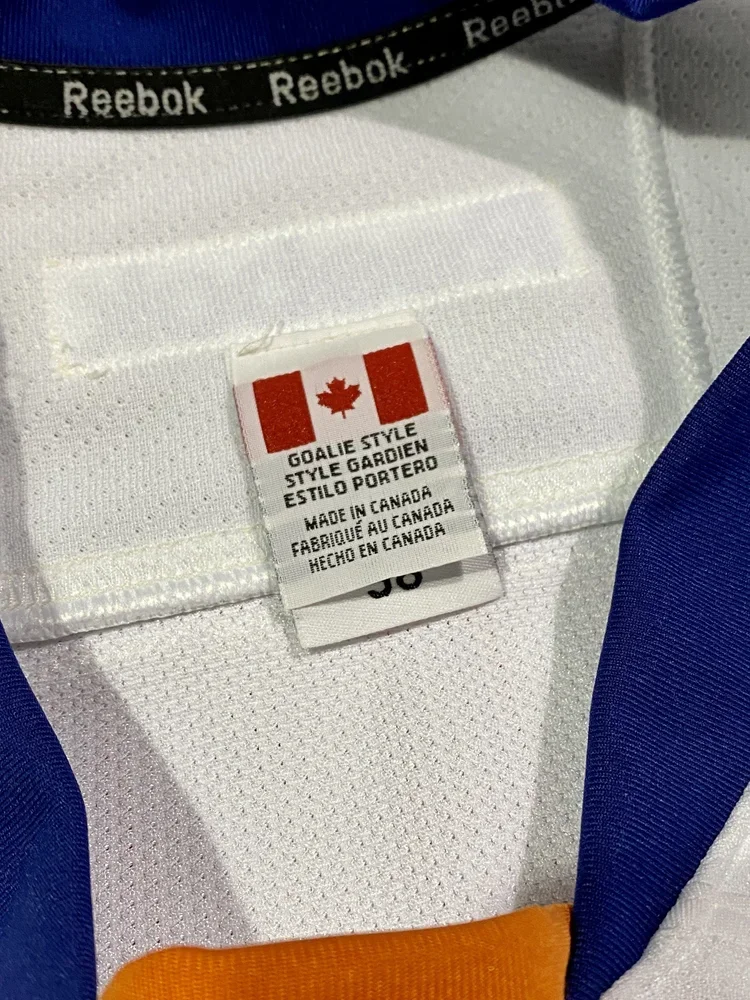 Reebok Reebok Reebok
GOALIE STYLE
STYLE GARDIEN
ESTILO PORTERO
MADE IN CANADA
FABRIQUÉ AU CANADA
HECHO EN CANADA